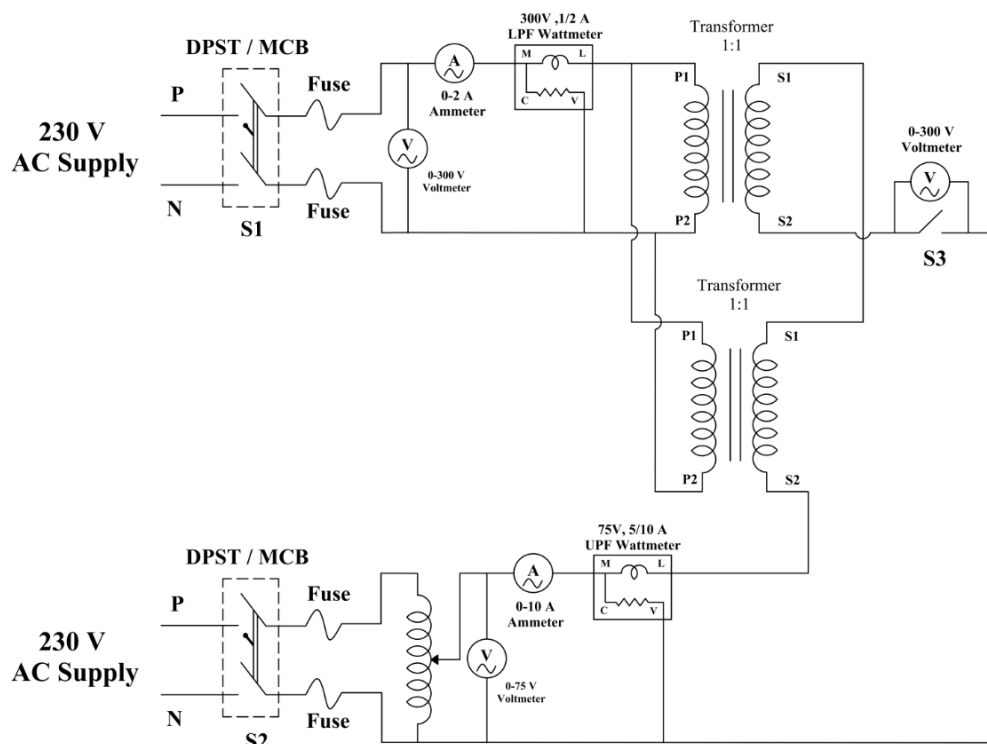 300V ,1/2 A
LPF Wattmeter
Transformer
1:1
DPST / MCB
Fuse
A
M
L
C
V
0-2 A
Ammeter
P
230 V
AC Supply
N
V
0-300 V
Voltmeter
Fuse
S1
P1
S1
P2
S2
0-300 V
Voltmeter
V
S3
Transformer
1:1
P1
S1
P2
S2
75V, 5/10 A
UPF Wattmeter
DPST / MCB
Fuse
A
M
L
C
V
0-10 A
Ammeter
P
230 V
AC Supply
N
V
0-75 V
Voltmeter
Fuse
S2